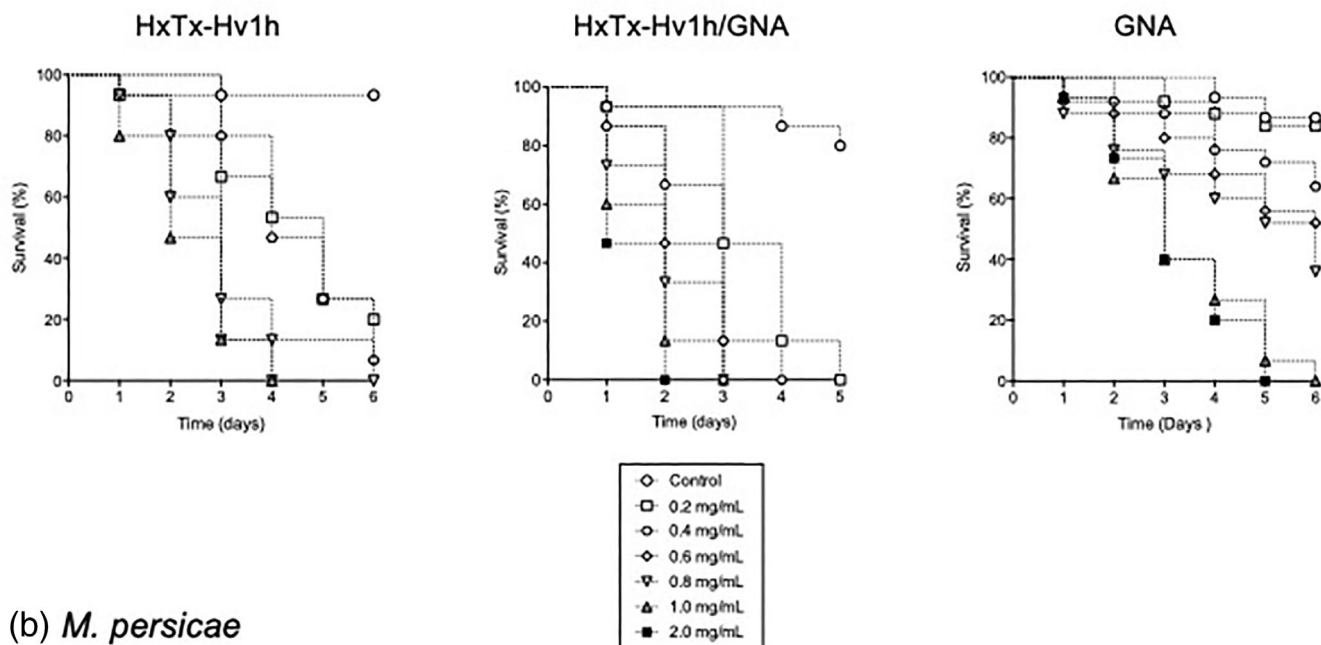 HxTx-Hv1h
HxTx-Hv1h/GNA
GNA
Survival (%)
100
80
60
40
20
0
0 1 2 3 4 5 6
Time (days)
Survival (%)
100
80
60
40
20
0
0 1 2 3 4 5
Time (days)
Survival (%)
100
80
60
40
20
0
0 1 2 3 4 5 6
Time (Days )
Control
0.2 mg/mL
0.4 mg/mL
0.6 mg/mL
0.8 mg/mL
1.0 mg/mL
2.0 mg/mL
(b) M. persicae